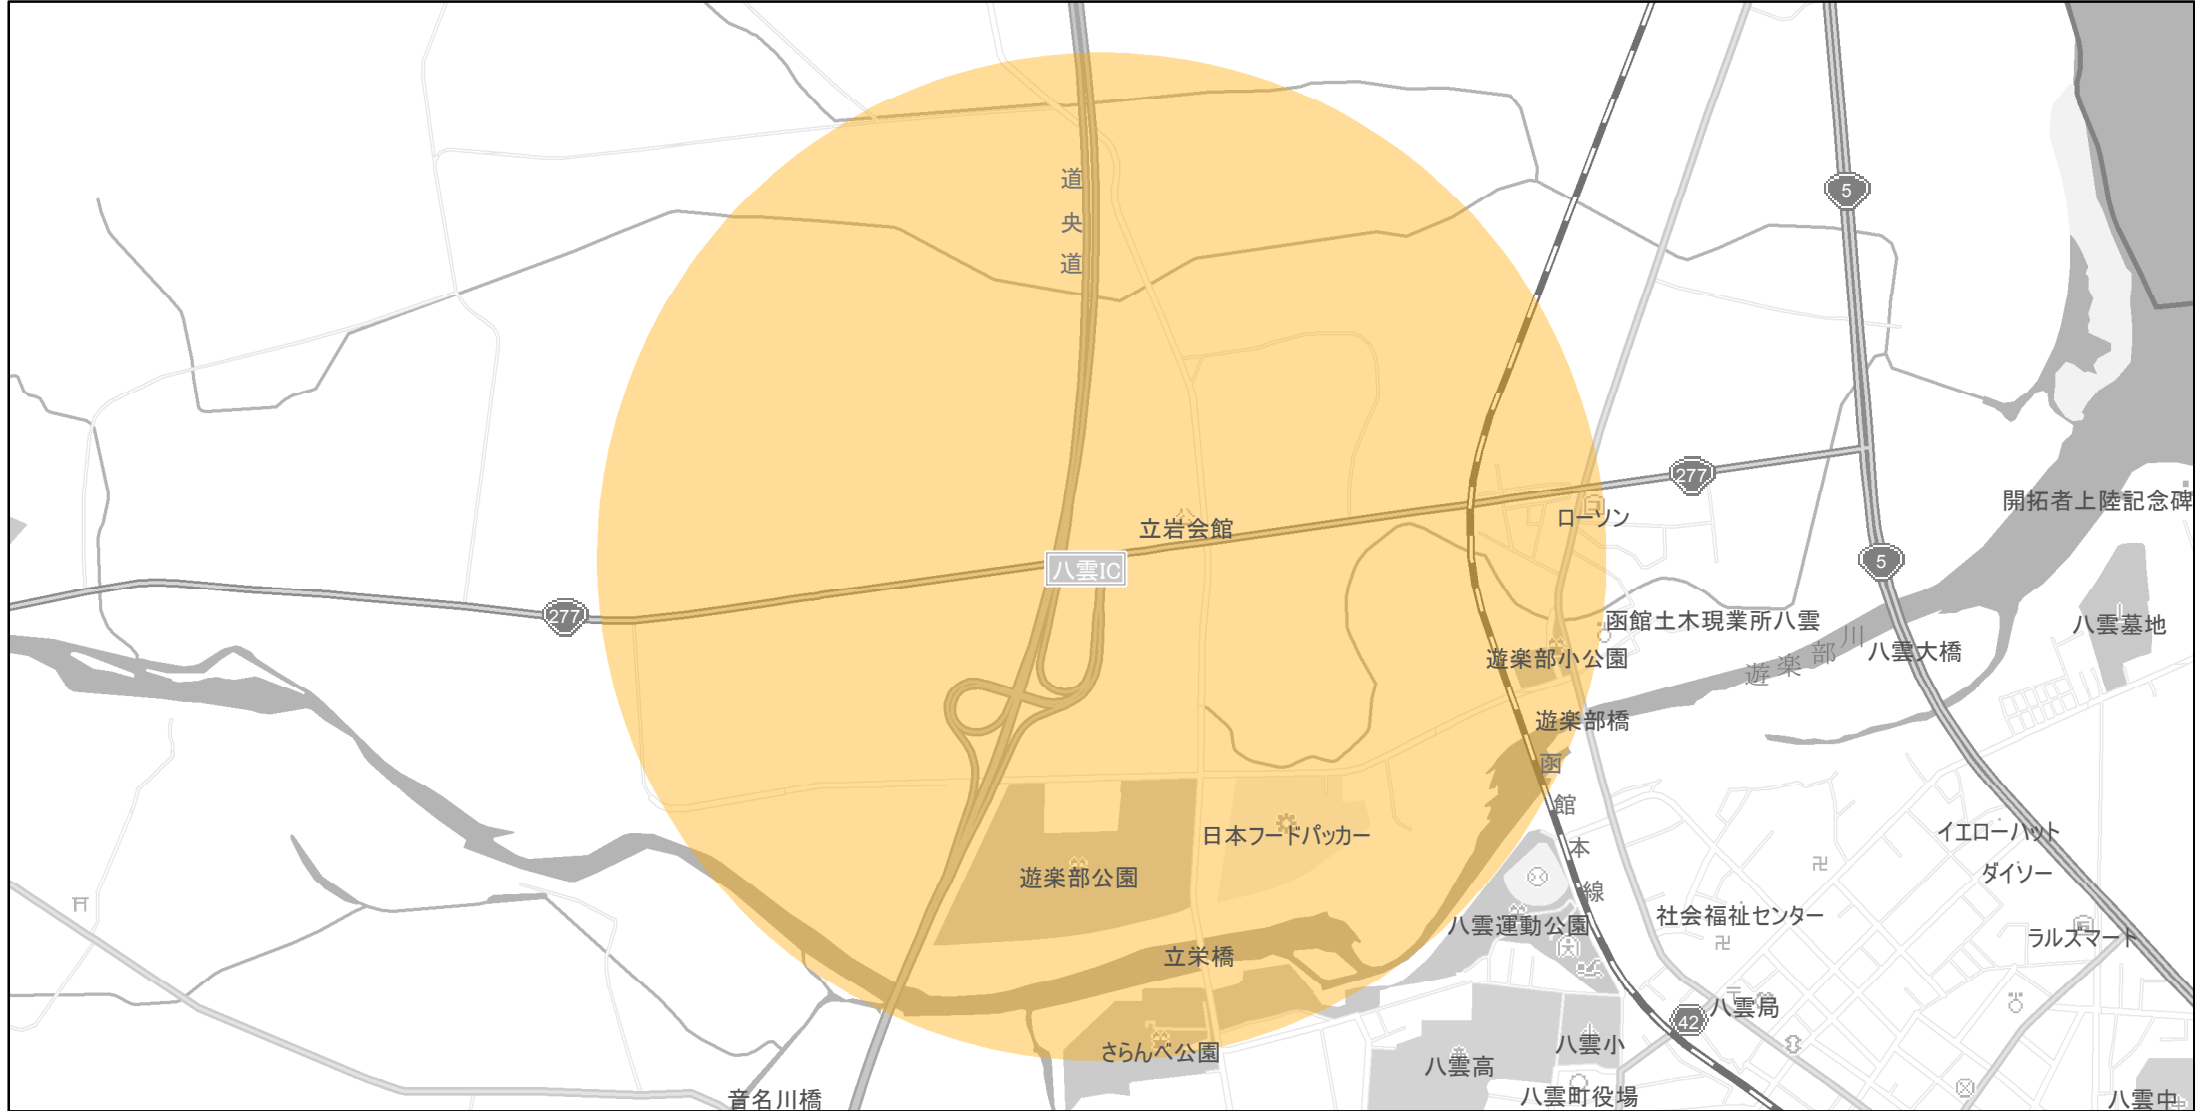 道央道
5
277
開拓者上陸記念碑
ローソン
立岩会館
八雲IC
5
277
函館土木現業所八雲
八雲墓地
遊楽部川
八雲大橋
遊楽部小公園
遊楽部橋
函館本線
日本フードパッカー
イエローハット
ダイソー
遊楽部公園
社会福祉センター
八雲運動公園
ラルズマート
立栄橋
八雲局
42
さらんべ公園
八雲小
八雲高
音名川橋
八雲町役場
八雲中